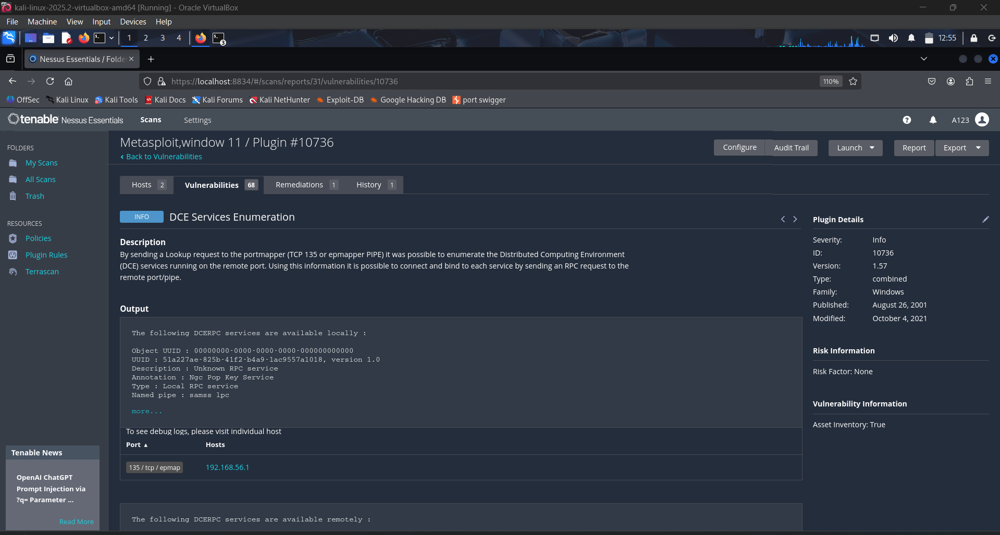 kali-linux-2025.2-virtualbox-amd64 [Running] - Oracle VirtualBox
File Machine View Input Devices Help
1 2 3 4 3 12:55
Nessus Essentials / Folde
https://localhost:8834/#/scans/reports/31/vulnerabilities/10736 110%
OffSec Kali Linux Kali Tools Kali Docs Kali Forums Kali NetHunter Exploit-DB Google Hacking DB port swigger
tenable Nessus Essentials Scans Settings A123
FOLDERS
My Scans
All Scans
Trash
RESOURCES
Policies
Plugin Rules
Terrascan
Tenable News
OpenAI ChatGPT
Prompt Injection via
?q= Parameter ...
Read More
Metasploit,window 11 / Plugin #10736
‹ Back to Vulnerabilities
Configure Audit Trail Launch Report Export
Hosts 2 Vulnerabilities 68 Remediations 1 History 1
INFO DCE Services Enumeration
Description
By sending a Lookup request to the portmapper (TCP 135 or epmapper PIPE) it was possible to enumerate the Distributed Computing Environment
(DCE) services running on the remote port. Using this information it is possible to connect and bind to each service by sending an RPC request to the
remote port/pipe.
Output
The following DCERPC services are available locally :
Object UUID : 00000000-0000-0000-0000-000000000000
UUID : 51a227ae-825b-41f2-b4a9-1ac9557a1018, version 1.0
Description : Unknown RPC service
Annotation : Ngc Pop Key Service
Type : Local RPC service
Named pipe : samss lpc
more...
To see debug logs, please visit individual host
Port ▲ Hosts
135 / tcp / epmap 192.168.56.1
The following DCERPC services are available remotely :
Plugin Details
Severity: Info
ID: 10736
Version: 1.57
Type: combined
Family: Windows
Published: August 26, 2001
Modified: October 4, 2021
Risk Information
Risk Factor: None
Vulnerability Information
Asset Inventory: True